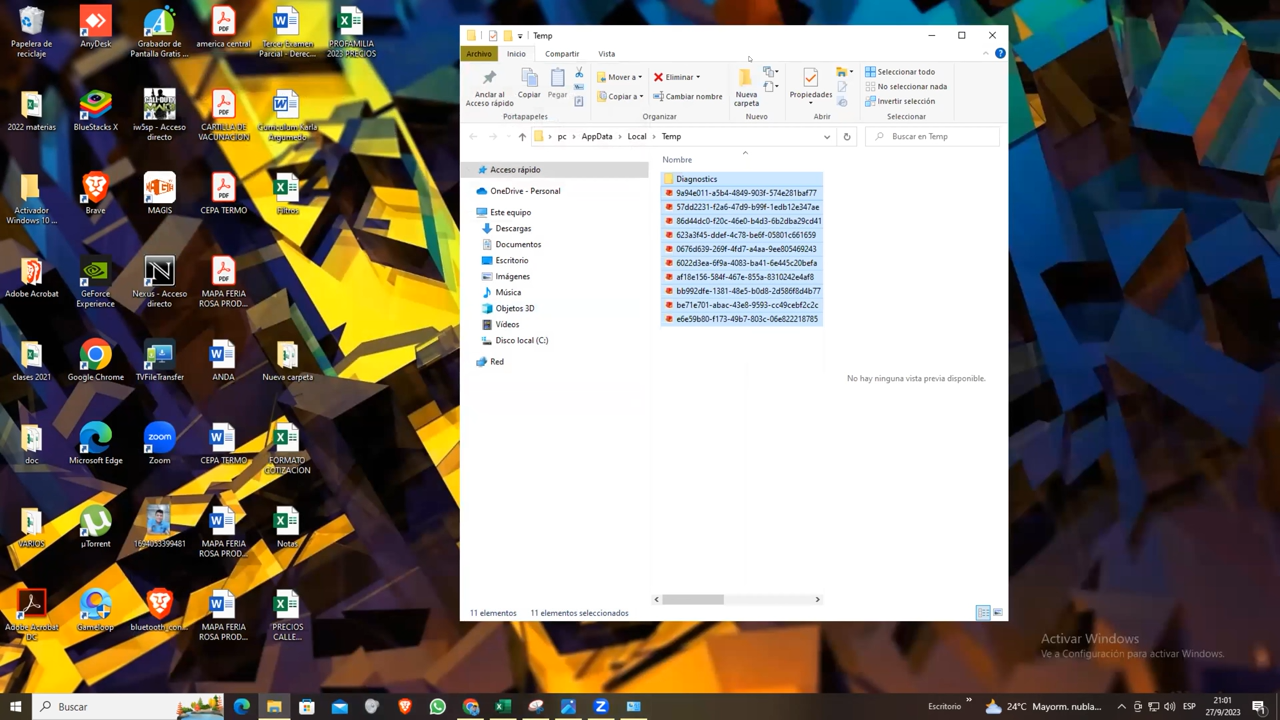 Papelera de reciclaje
AnyDesk
Grabador de Pantalla Gratis ...
america central
Tercer Examen Parcial - Derec...
PROFAMILIA 2023 PRECIOS
2022 materias
BlueStacks X
iw5sp - Acceso directo
CARTILLA DE VACUNACION
Curriculum Karla Argumedo
Activador Windows 10 ...
Brave
MAGIS
CEPA TERMO
Filtros
Adobe Acrobat
GeForce Experience
Nexus - Acceso directo
MAPA FERIA ROSA PROD...
clases 2021
Google Chrome
TVFileTransfer
ANDA
Nueva carpeta
doc
Microsoft Edge
Zoom
CEPA TERMO
FORMATO COTIZACION
VARIOS
µTorrent
1694053399481
MAPA FERIA ROSA PROD...
Notas
Adobe Acrobat DC
Gameloop
bluetooth_con...
MAPA FERIA ROSA PROD...
PRECIOS CALLE...
Temp
Archivo
Inicio
Compartir
Vista
Anclar al Acceso rápido
Copiar
Pegar
Portapapeles
Mover a
Copiar a
Eliminar
Cambiar nombre
Organizar
Nueva carpeta
Nuevo
Propiedades
Abrir
Seleccionar todo
No seleccionar nada
Invertir selección
Seleccionar
pc > AppData > Local > Temp
Buscar en Temp
Acceso rápido
OneDrive - Personal
Este equipo
Descargas
Documentos
Escritorio
Imágenes
Música
Objetos 3D
Vídeos
Disco local (C:)
Red
Nombre
Diagnostics
9a94e011-a5b4-4849-903f-574e281baf77
57dd2231-f2a6-47d9-b99f-1edb12e347ae
86d44dc0-f20c-46e0-b4d3-6b2dba29cd41
623a3f45-ddef-4c78-be6f-05801c661659
0676d639-269f-4fd7-a4aa-9ee805469243
6022d3ea-6f9a-4083-ba41-6e445c20befa
af18e156-584f-467e-855a-8310242e4af8
bb992dfe-1381-48e5-b0d8-2d586f8d4b77
be71e701-abac-43e8-9593-cc49cebf2c2c
e6e59b80-f173-49b7-803c-06e822218785
No hay ninguna vista previa disponible.
11 elementos
11 elementos seleccionados
Activar Windows
Ve a Configuración para activar Windows.
Buscar
Escritorio
24°C Mayorm. nubla...
ESP
21:01
27/9/2023